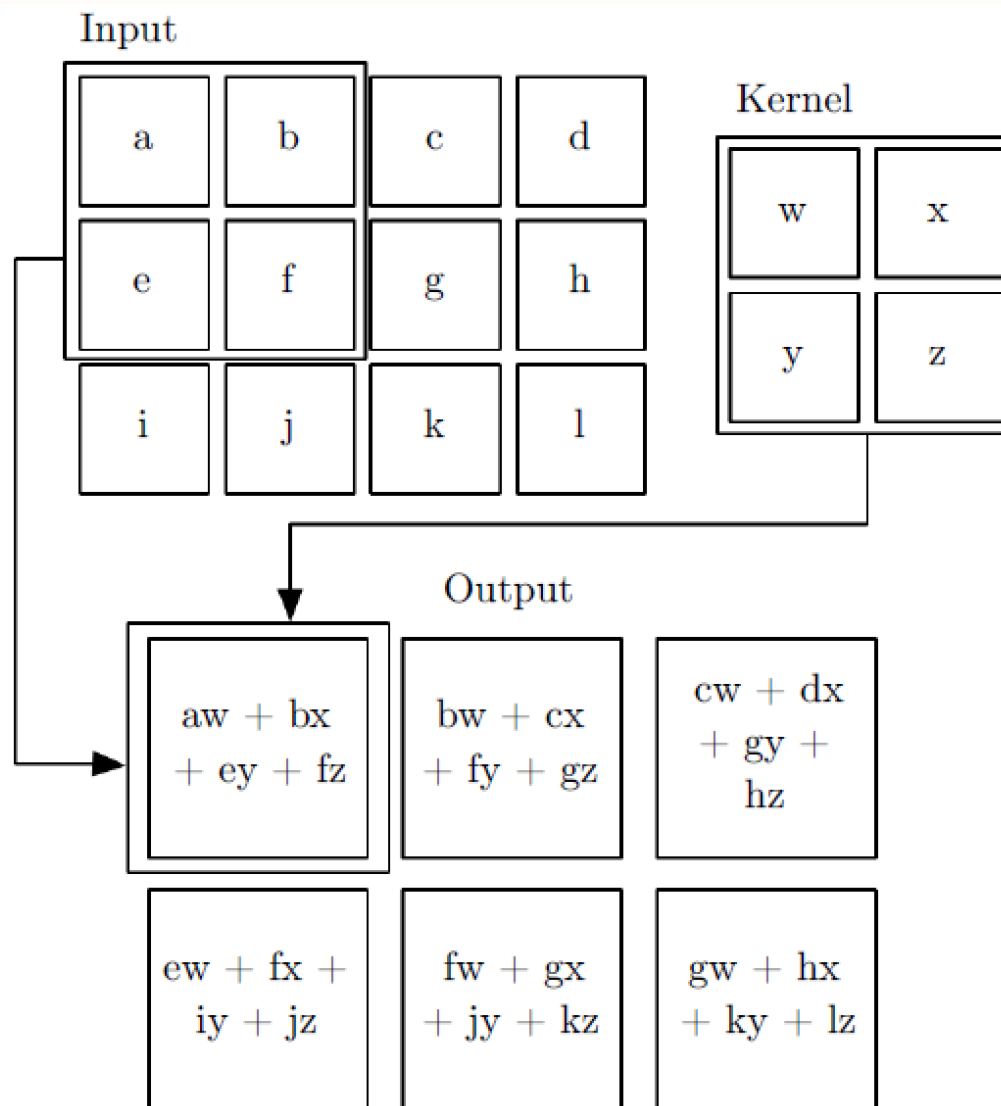 Input
Kernel
a b c d
w x
e f g h
y z
i j k l
Output
aw + bx
+ ey + fz
bw + cx
+ fy + gz
cw + dx
+ gy +
hz
ew + fx +
iy + jz
fw + gx
+ jy + kz
gw + hx
+ ky + lz